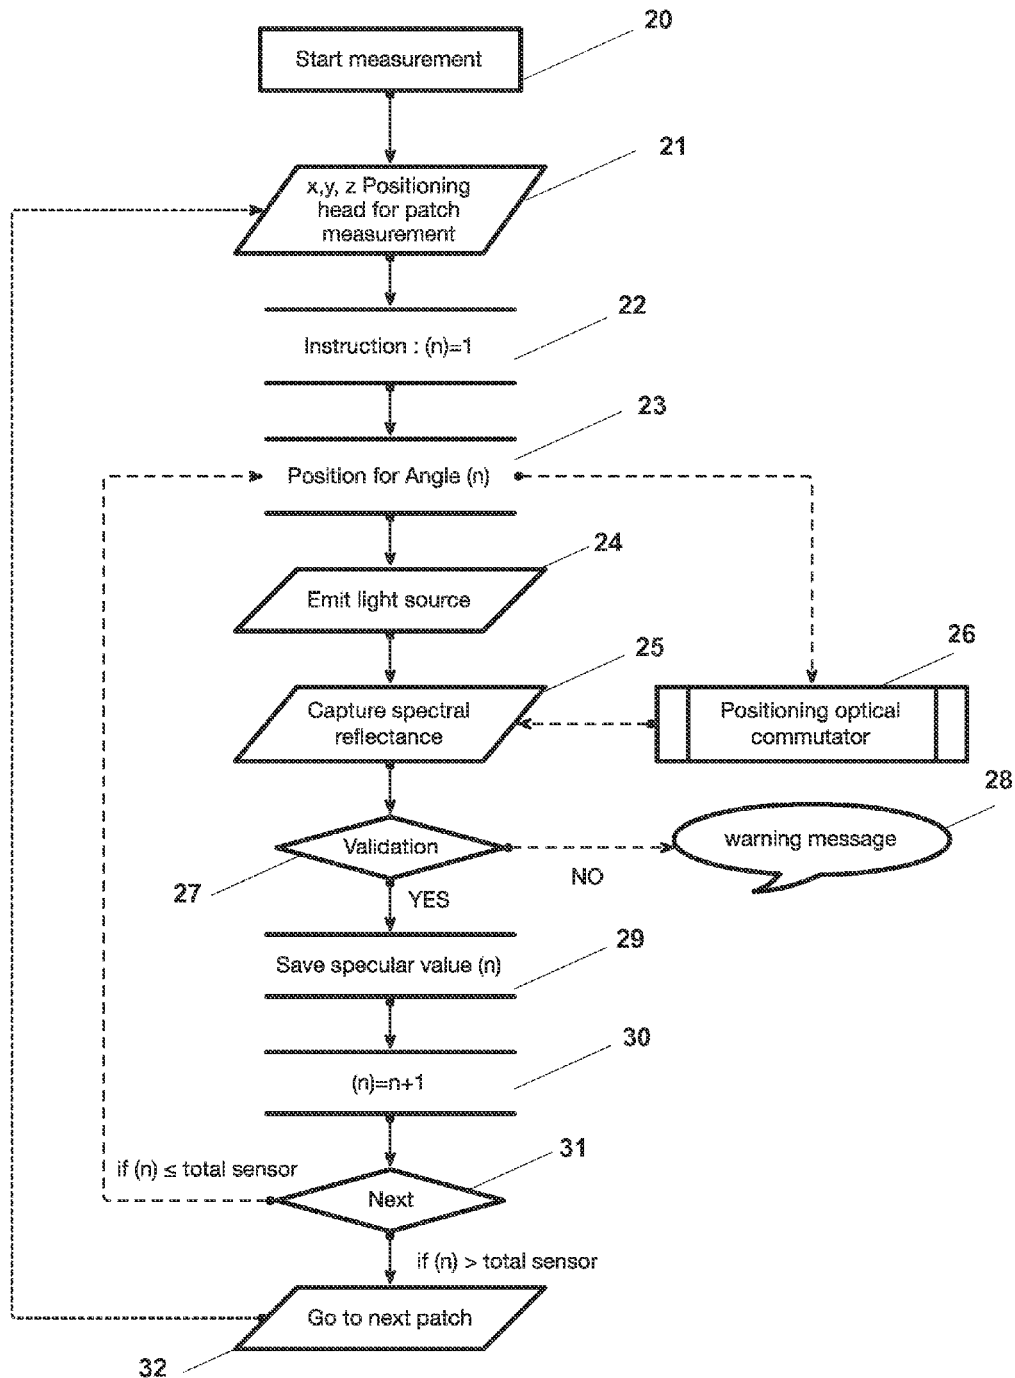 20
Start measurement
21
x,y, z Positioning
head for patch
measurement
22
Instruction : (n)=1
23
Position for Angle (n)
24
Emit light source
25
26
Capture spectral
reflectance
Positioning optical
commutator
28
Validation
warning message
27
NO
YES
29
Save specular value (n)
30
(n)=n+1
31
if (n) ≤ total sensor
Next
if (n) > total sensor
Go to next patch
32